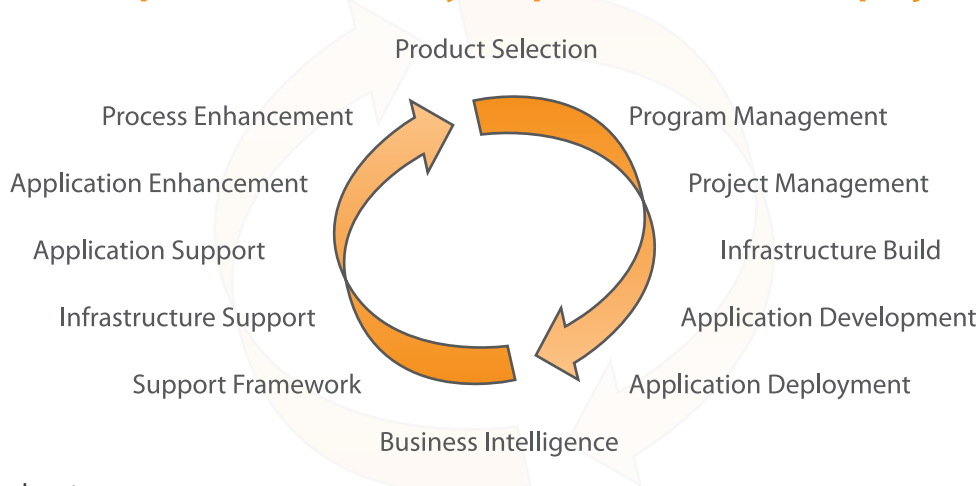 Product Selection
Process Enhancement
Program Management
Application Enhancement
Project Management
Application Support
Infrastructure Build
Infrastructure Support
Application Development
Support Framework
Application Deployment
Business Intelligence